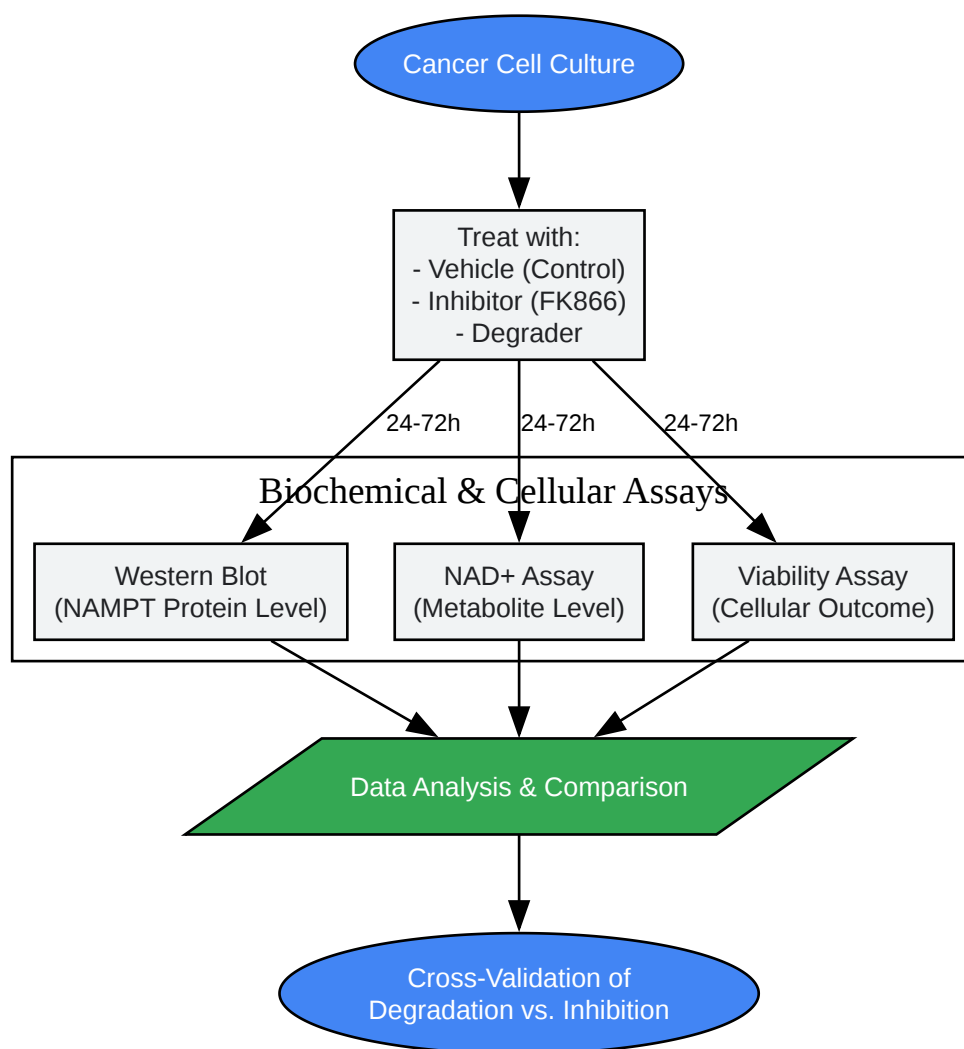 Cancer Cell Culture
Treat with:
- Vehicle (Control)
- Inhibitor (FK866)
- Degrader
24-72h
24-72h
24-72h
Biochemical & Cellular Assays
Western Blot
(NAMPT Protein Level)
NAD+ Assay
(Metabolite Level)
Viability Assay
(Cellular Outcome)
Data Analysis & Comparison
Cross-Validation of
Degradation vs. Inhibition